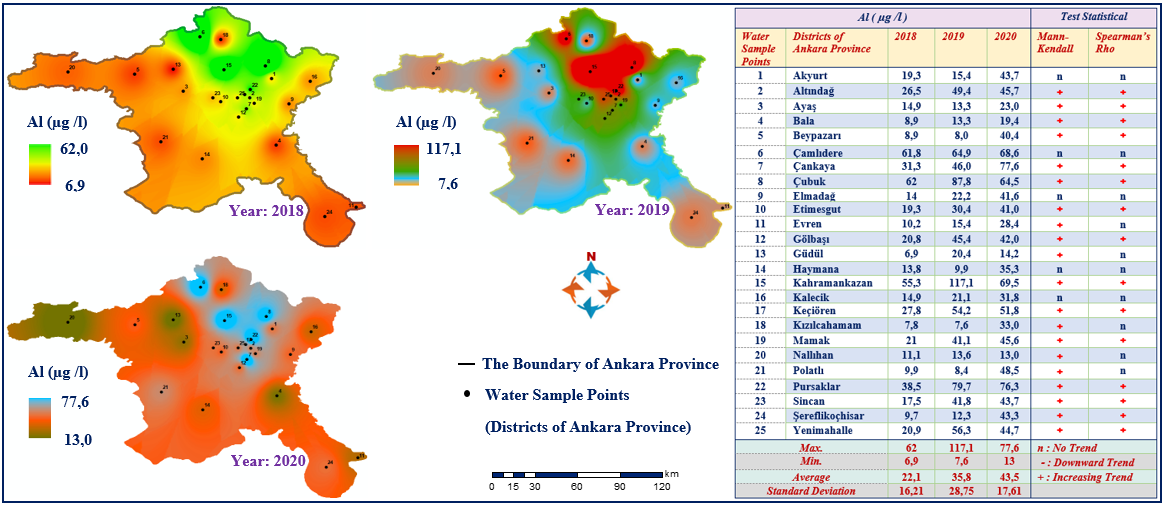 Al (µg /l)
62,0
6,9
Year: 2018
Al (µg /l)
117,1
7,6
Year: 2019
Al (µg /l)
77,6
13,0
Year: 2020
N
The Boundary of Ankara Province
Water Sample Points
(Districts of Ankara Province)
km
0 15 30 60 90 120
Al ( µg /l) Test Statistical
Water Sample Points Districts of Ankara Province 2018 2019 2020 Mann-Kendall Spearman's Rho
1 Akyurt 19,3 15,4 43,7 n n
2 Altındağ 26,5 49,4 45,7 + +
3 Ayaş 14,9 13,3 23,0 + +
4 Bala 8,9 13,3 19,4 + +
5 Beypazarı 8,9 8,0 40,4 + +
6 Çamlıdere 61,8 64,9 68,6 n n
7 Çankaya 31,3 46,0 77,6 + +
8 Çubuk 62 87,8 64,5 + +
9 Elmadağ 14 22,2 41,6 n n
10 Etimesgut 19,3 30,4 41,0 + +
11 Evren 10,2 15,4 28,4 + n
12 Gölbaşı 20,8 45,4 42,0 + +
13 Güdül 6,9 20,4 14,2 + n
14 Haymana 13,8 9,9 35,3 n n
15 Kahramankazan 55,3 117,1 69,5 + +
16 Kalecik 14,9 21,1 31,8 n n
17 Keçiören 27,8 54,2 51,8 + +
18 Kızılcahamam 7,8 7,6 33,0 + n
19 Mamak 21 41,1 45,6 + +
20 Nallıhan 11,1 13,6 13,0 + n
21 Polatlı 9,9 8,4 48,5 + n
22 Pursaklar 38,5 79,7 76,3 + +
23 Sincan 17,5 41,8 43,7 + +
24 Şereflikoçhisar 9,7 12,3 43,3 + +
25 Yenimahalle 20,9 56,3 44,7 + +
Max. 62 117,1 77,6 n : No Trend
Min. 6,9 7,6 13 - : Downward Trend
Average 22,1 35,8 43,5 + : Increasing Trend
Standard Deviation 16,21 28,75 17,61